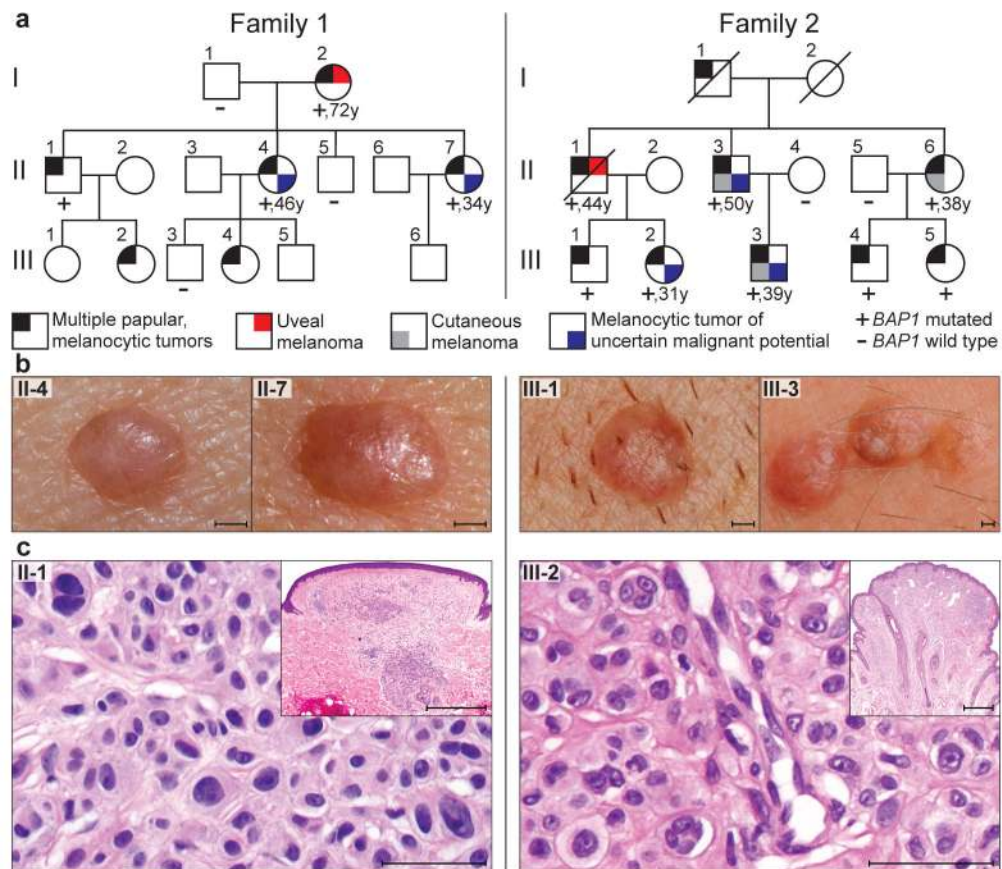 a
Family 1
Family 2
I
1
2
−
+,72y
1
2
II
1
2
3
4
5
6
7
+
+,46y
−
+,34y
II
1
2
3
4
5
6
+,44y
+,50y
−
−
+,38y
III
1
2
3
4
5
6
−
III
1
2
3
4
5
+
+,31y
+,39y
+
+
Multiple papular,
melanocytic tumors
Uveal
melanoma
Cutaneous
melanoma
Melanocytic tumor of
uncertain malignant potential
+ BAP1 mutated
− BAP1 wild type
b
II-4
II-7
III-1
III-3
c
II-1
III-2